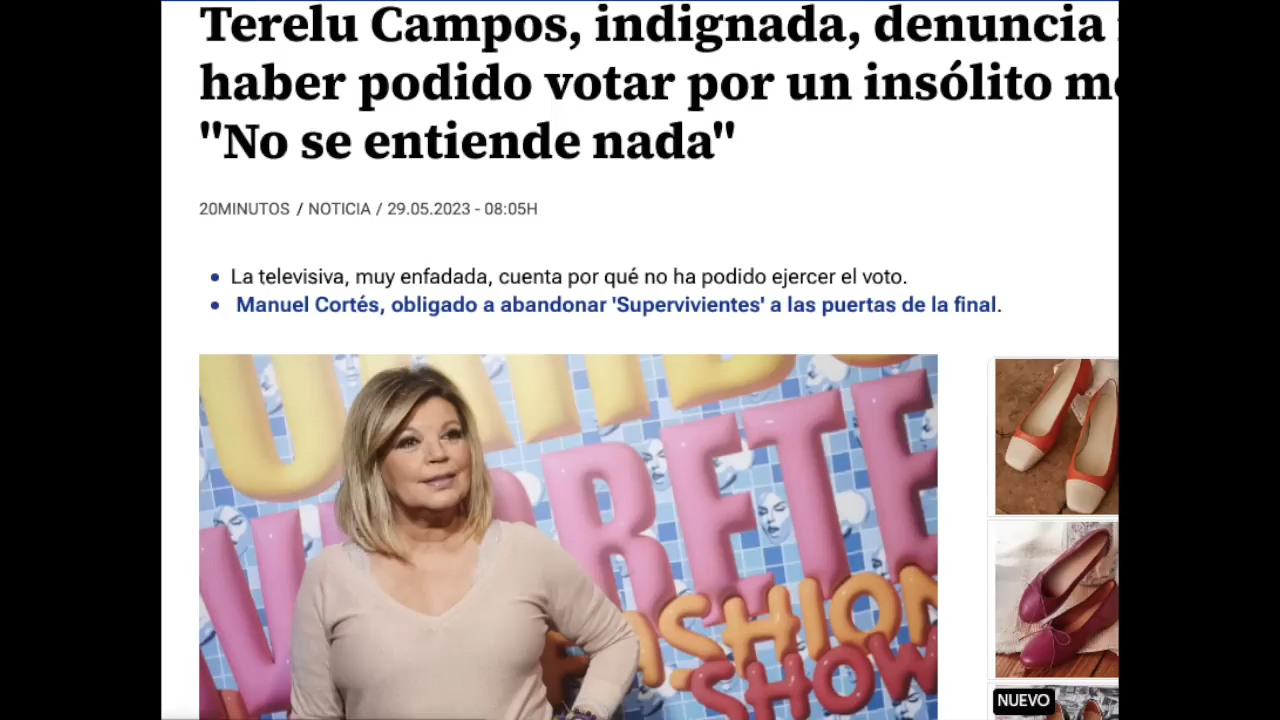 Terelu Campos, indignada, denuncia
haber podido votar por un insólito
"No se entiende nada"
20MINUTOS / NOTICIA / 29.05.2023 - 08:05H
La televisiva, muy enfadada, cuenta por qué no ha podido ejercer el voto.
Manuel Cortés, obligado a abandonar 'Supervivientes' a las puertas de la final.
FASHION
SHOW
NUEVO